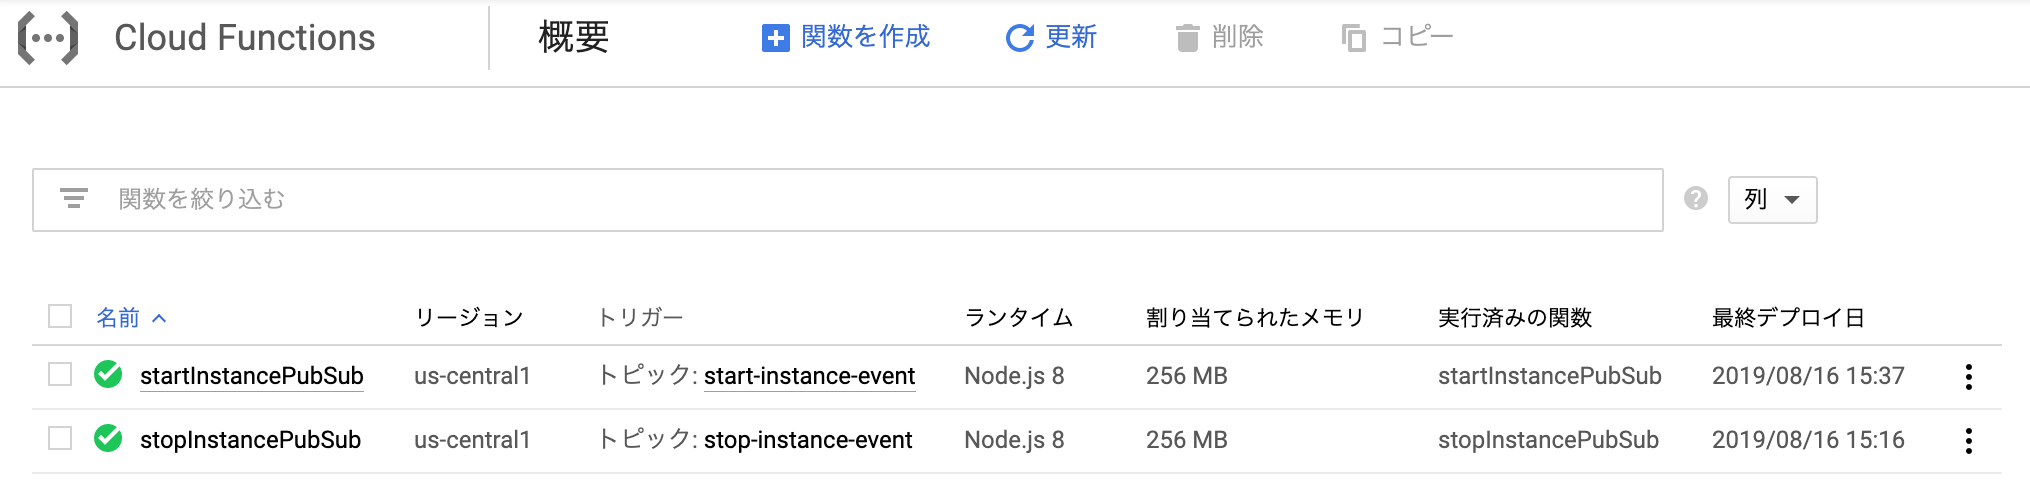 Cloud Functions 概要 関数を作成 更新 削除 コピー
関数を絞り込む ? 列
名前 リージョン トリガー ランタイム 割り当てられたメモリ 実行済みの関数 最終デプロイ日
startInstancePubSub us-central1 トピック: start-instance-event Node.js 8 256 MB startInstancePubSub 2019/08/16 15:37
stopInstancePubSub us-central1 トピック: stop-instance-event Node.js 8 256 MB stopInstancePubSub 2019/08/16 15:16